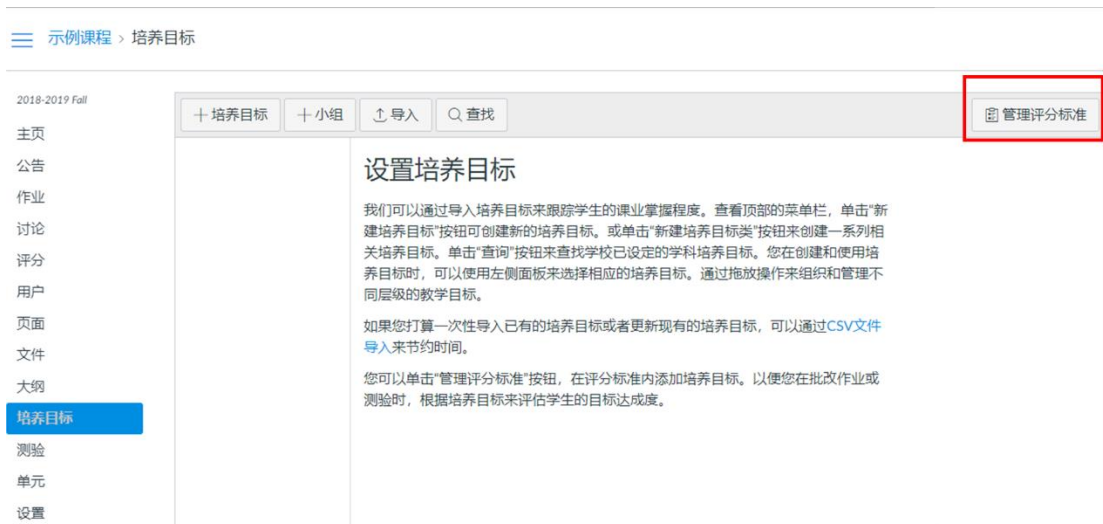 示例课程 › 培养目标
2018-2019 Fall
主页
公告
作业
讨论
评分
用户
页面
文件
大纲
培养目标
测验
单元
设置
+ 培养目标 + 小组 导入 查找 管理评分标准
设置培养目标
我们可以通过导入培养目标来跟踪学生的课业掌握程度。查看顶部的菜单栏，单击“新
建培养目标”按钮可创建新的培养目标。或单击“新建培养目标类”按钮来创建一系列相
关培养目标。单击“查询”按钮来查找学校已设定的学科培养目标。您在创建和使用培
养目标时，可以使用左侧面板来选择相应的培养目标。通过拖放操作来组织和管理不
同层级的教学目标。
如果您打算一次性导入已有的培养目标或者更新现有的培养目标，可以通过CSV文件
导入来节约时间。
您可以单击“管理评分标准”按钮，在评分标准内添加培养目标。以便您在批改作业或
测验时，根据培养目标来评估学生的目标达成度。